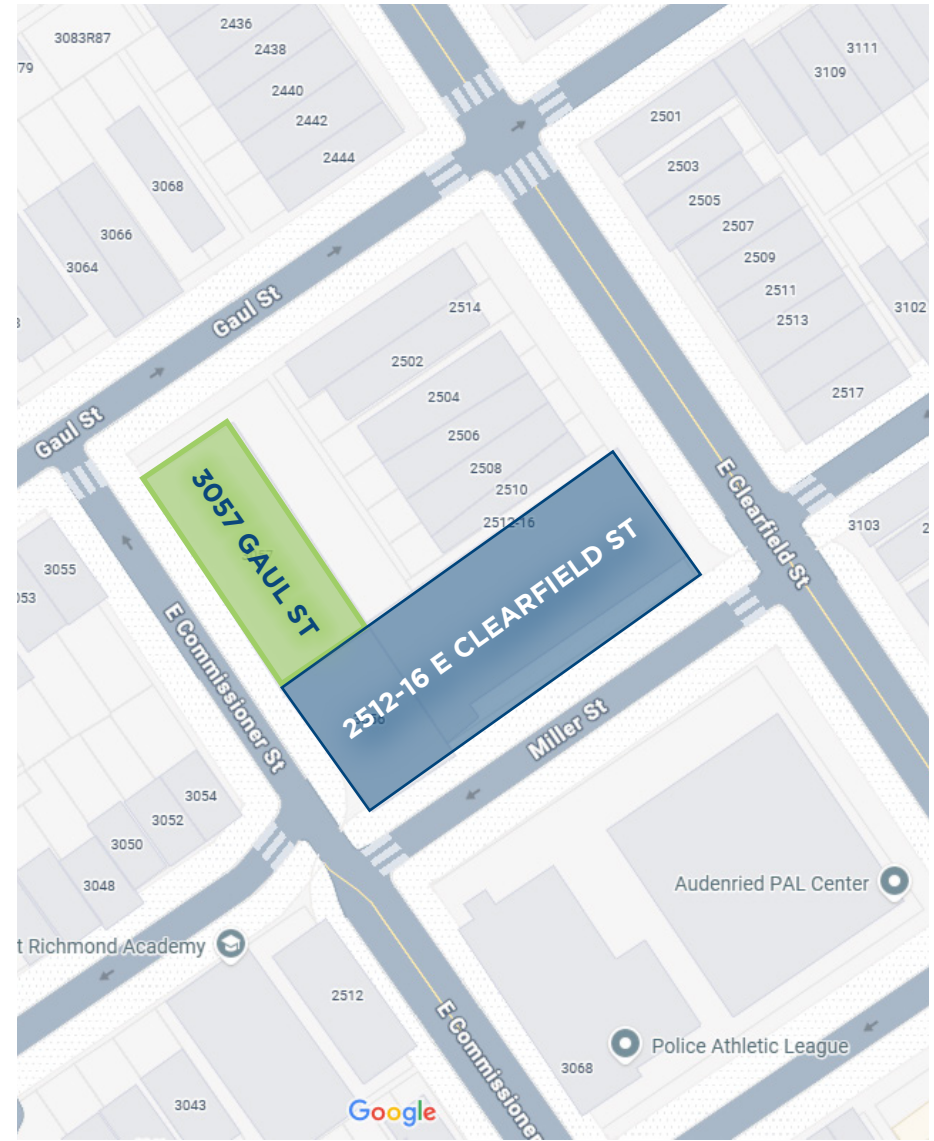 2436
3083R87
2438
3111
79
3109
2440
2442
2501
2444
2503
3068
2505
2507
3066
2509
3064
2511
Gaul St
2514
3102
2513
2502
2517
2504
Gaul St
2506
2508
3057 GAUL ST
2510
E Clearfield St
2512-16
3103
2512-16 E CLEARFIELD ST
3055
53
E Commissioner St
Miller St
3054
3052
3050
Audenried PAL Center
3048
t Richmond Academy
2512
E Commissioner
Police Athletic League
3068
3043
Google